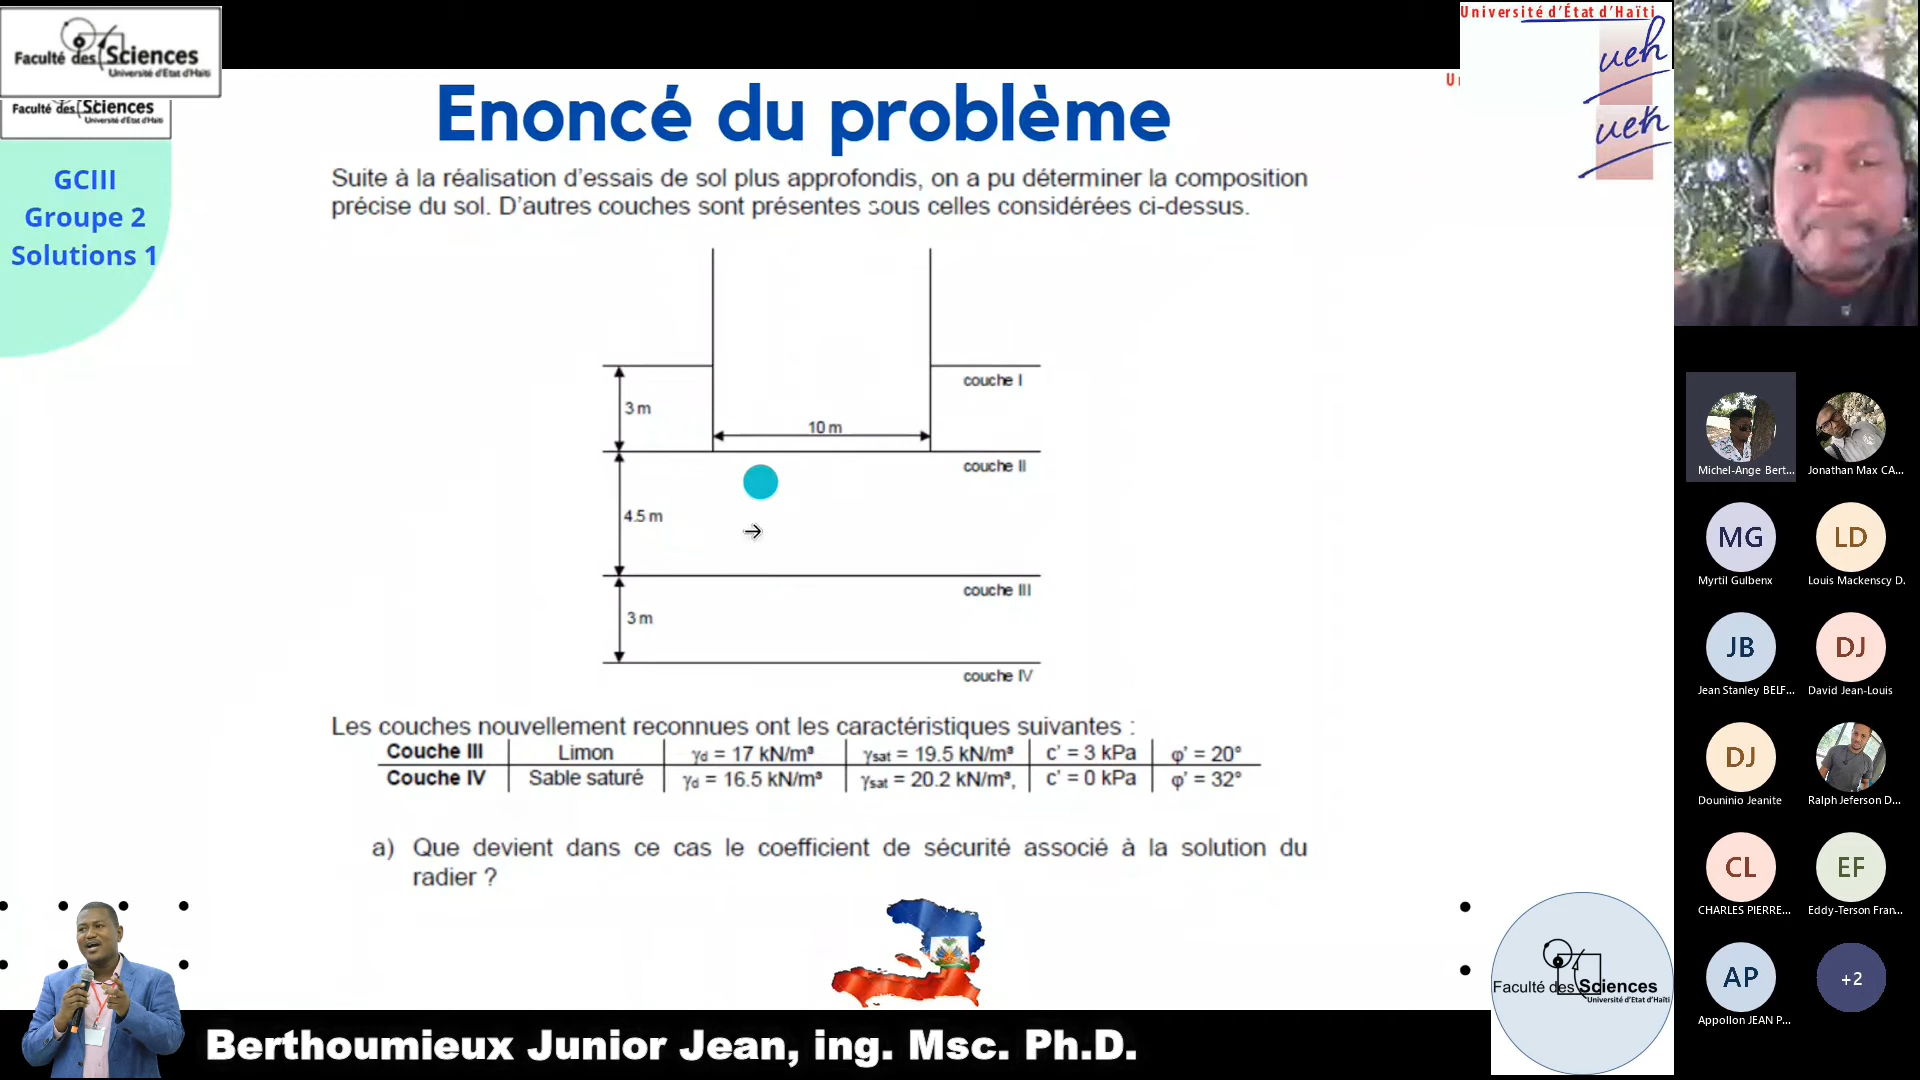 Faculté des Sciences
Université d'Etat d'Haïti
Faculté des Sciences
Université d'Etat d'Haïti
Université d'État d'Haïti
ueh
ueh
GCIII
Groupe 2
Solutions 1
Enoncé du problème
Suite à la réalisation d'essais de sol plus approfondis, on a pu déterminer la composition
précise du sol. D'autres couches sont présentes sous celles considérées ci-dessus.
couche I
3 m
10 m
couche II
4.5 m
couche III
3 m
couche IV
Les couches nouvellement reconnues ont les caractéristiques suivantes :
Couche III Limon γd = 17 kN/m³ γsat = 19.5 kN/m³ c' = 3 kPa φ' = 20°
Couche IV Sable saturé γd = 16.5 kN/m³ γsat = 20.2 kN/m³, c' = 0 kPa φ' = 32°
a) Que devient dans ce cas le coefficient de sécurité associé à la solution du
radier ?
Faculté des Sciences
Université d'Etat d'Haïti
Berthoumieux Junior Jean, ing. Msc. Ph.D.
Michel-Ange Bert...
Jonathan Max CA...
MG
Myrtil Gulbenx
LD
Louis Mackenscy D.
JB
Jean Stanley BELF...
DJ
David Jean-Louis
DJ
Douninio Jeanite
Ralph Jeferson D...
CL
CHARLES PIERRE...
EF
Eddy-Terson Fran...
AP
Appollon JEAN P...
+2